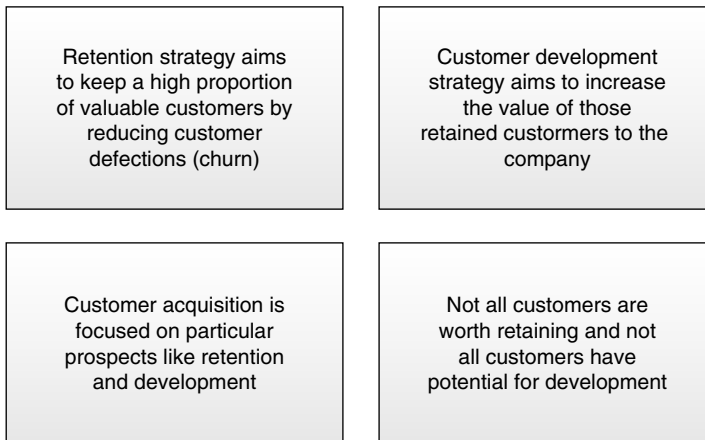 Retention strategy aims
to keep a high proportion
of valuable customers by
reducing customer
defections (churn)
Customer development
strategy aims to increase
the value of those
retained custormers to the
company
Customer acquisition is
focused on particular
prospects like retention
and development
Not all customers are
worth retaining and not
all customers have
potential for development